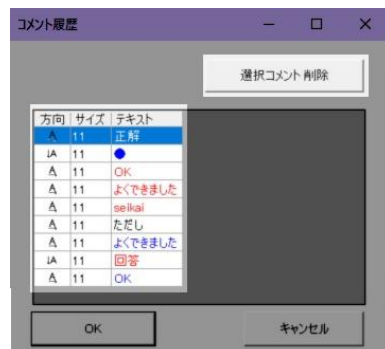 コメント履歴
選択コメント 削除
方向 サイズ テキスト
A 11 正解
↓A 11 ●
A 11 OK
A 11 よくできました
A 11 seikai
A 11 ただし
A 11 よくできました
↓A 11 回答
A 11 OK
OK キャンセル